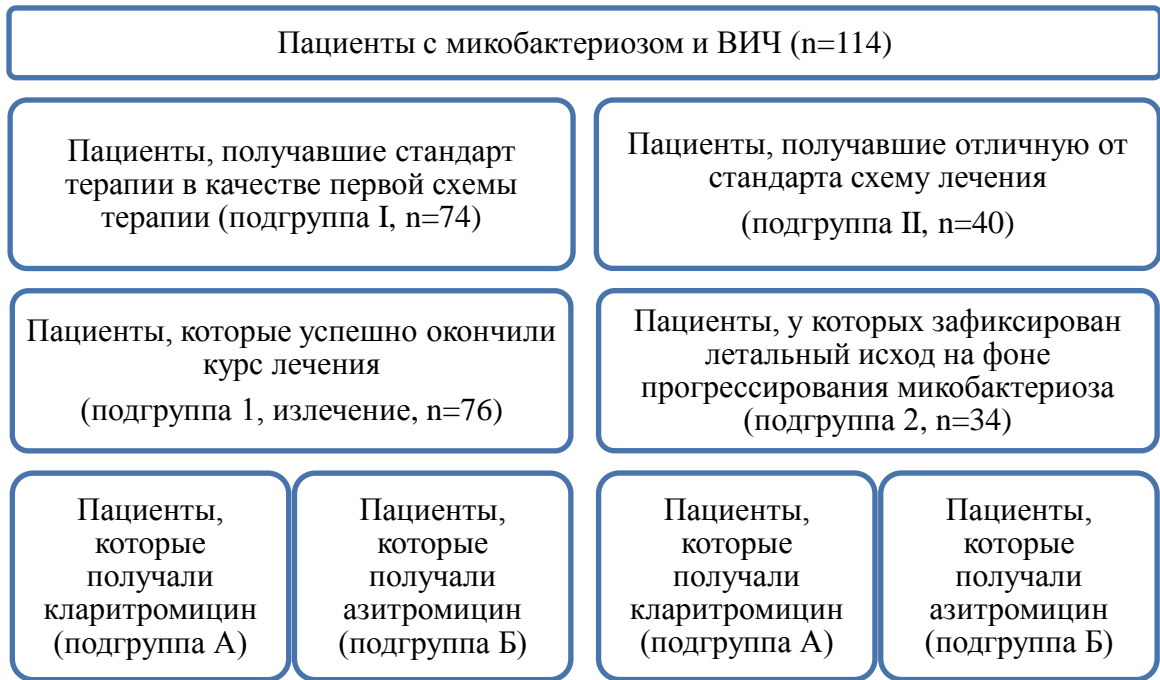 Пациенты с микобактериозом и ВИЧ (n=114)
Пациенты, получавшие стандарт
терапии в качестве первой схемы
терапии (подгруппа I, n=74)
Пациенты, получавшие отличную от
стандарта схему лечения
(подгруппа II, n=40)
Пациенты, которые успешно окончили
курс лечения
(подгруппа 1, излечение, n=76)
Пациенты, у которых зафиксирован
летальный исход на фоне
прогрессирования микобактериоза
(подгруппа 2, n=34)
Пациенты,
которые
получали
кларитромицин
(подгруппа А)
Пациенты,
которые
получали
азитромицин
(подгруппа Б)
Пациенты,
которые
получали
кларитромицин
(подгруппа А)
Пациенты,
которые
получали
азитромицин
(подгруппа Б)